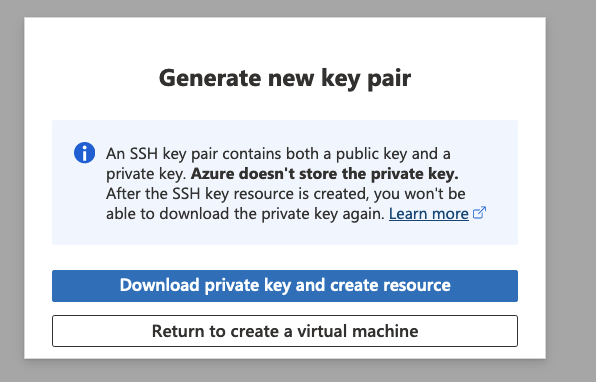 Generate new key pair
An SSH key pair contains both a public key and a
private key. Azure doesn't store the private key.
After the SSH key resource is created, you won't be
able to download the private key again. Learn more
Download private key and create resource
Return to create a virtual machine